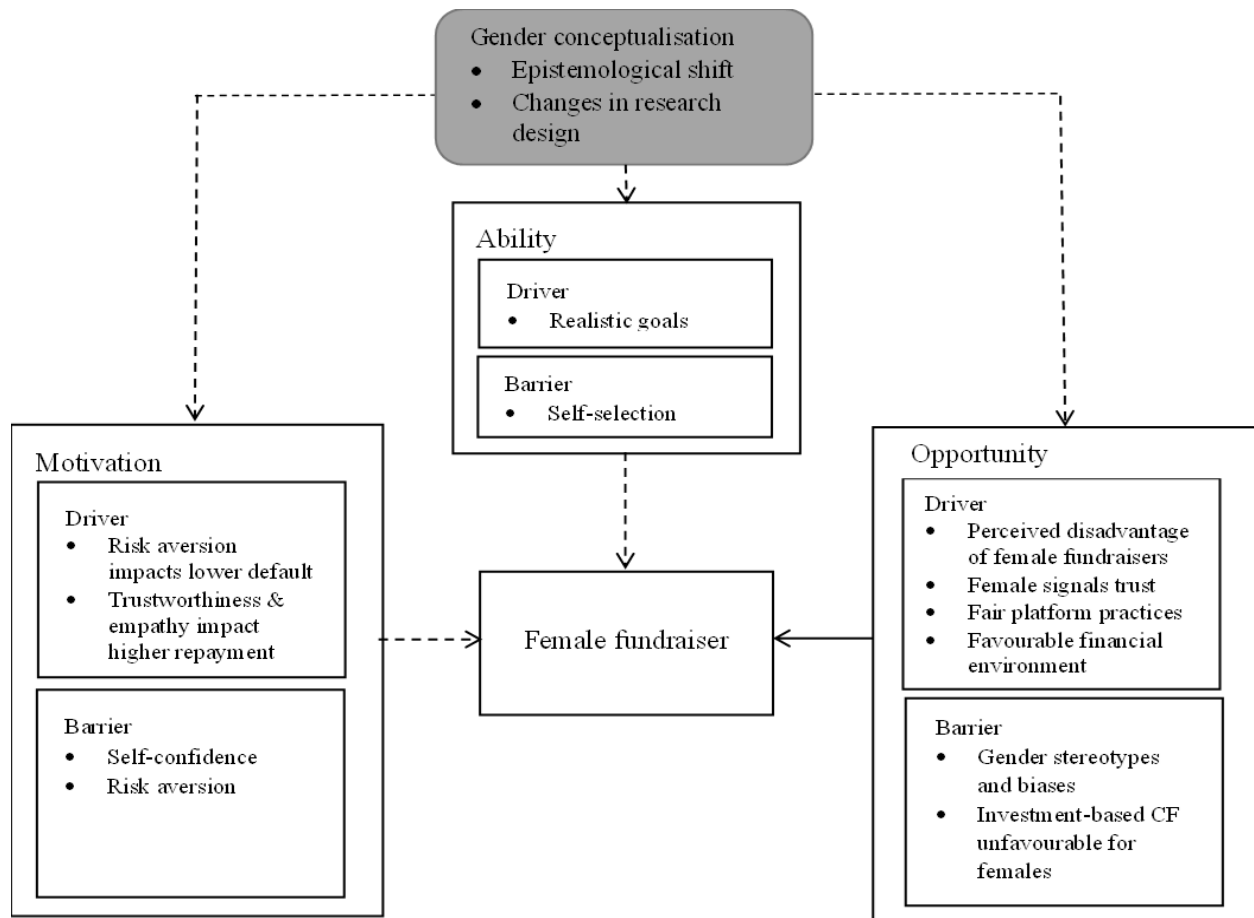 Gender conceptualisation
• Epistemological shift
• Changes in research
design
Ability
Driver
• Realistic goals
Barrier
• Self-selection
Motivation
Driver
• Risk aversion
impacts lower default
• Trustworthiness &
empathy impact
higher repayment
Barrier
• Self-confidence
• Risk aversion
Female fundraiser
Opportunity
Driver
• Perceived disadvantage
of female fundraisers
• Female signals trust
• Fair platform practices
• Favourable financial
environment
Barrier
• Gender stereotypes
and biases
• Investment-based CF
unfavourable for
females